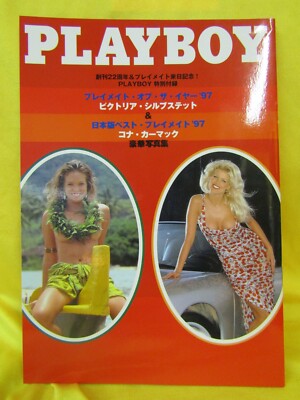 PLAYBOY
創刊22周年&プレイメイト来日記念!
PLAYBOY 特別付録
プレイメイト・オブ・ザ・イヤー'97
ビクトリア・シルブステット
&
日本版ベスト・プレイメイト'97
コナ・カーマック
豪華写真集